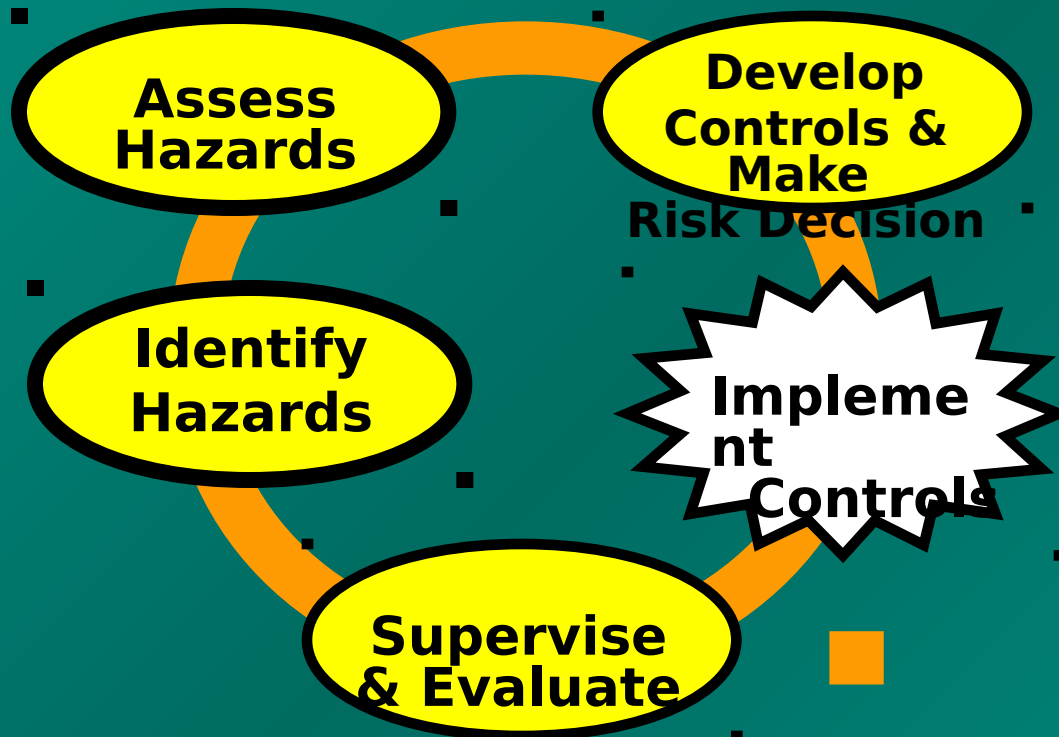 Assess
Hazards
Develop
Controls &
Make
Risk Decision
Identify
Hazards
Impleme
nt
Controls
Supervise
& Evaluate